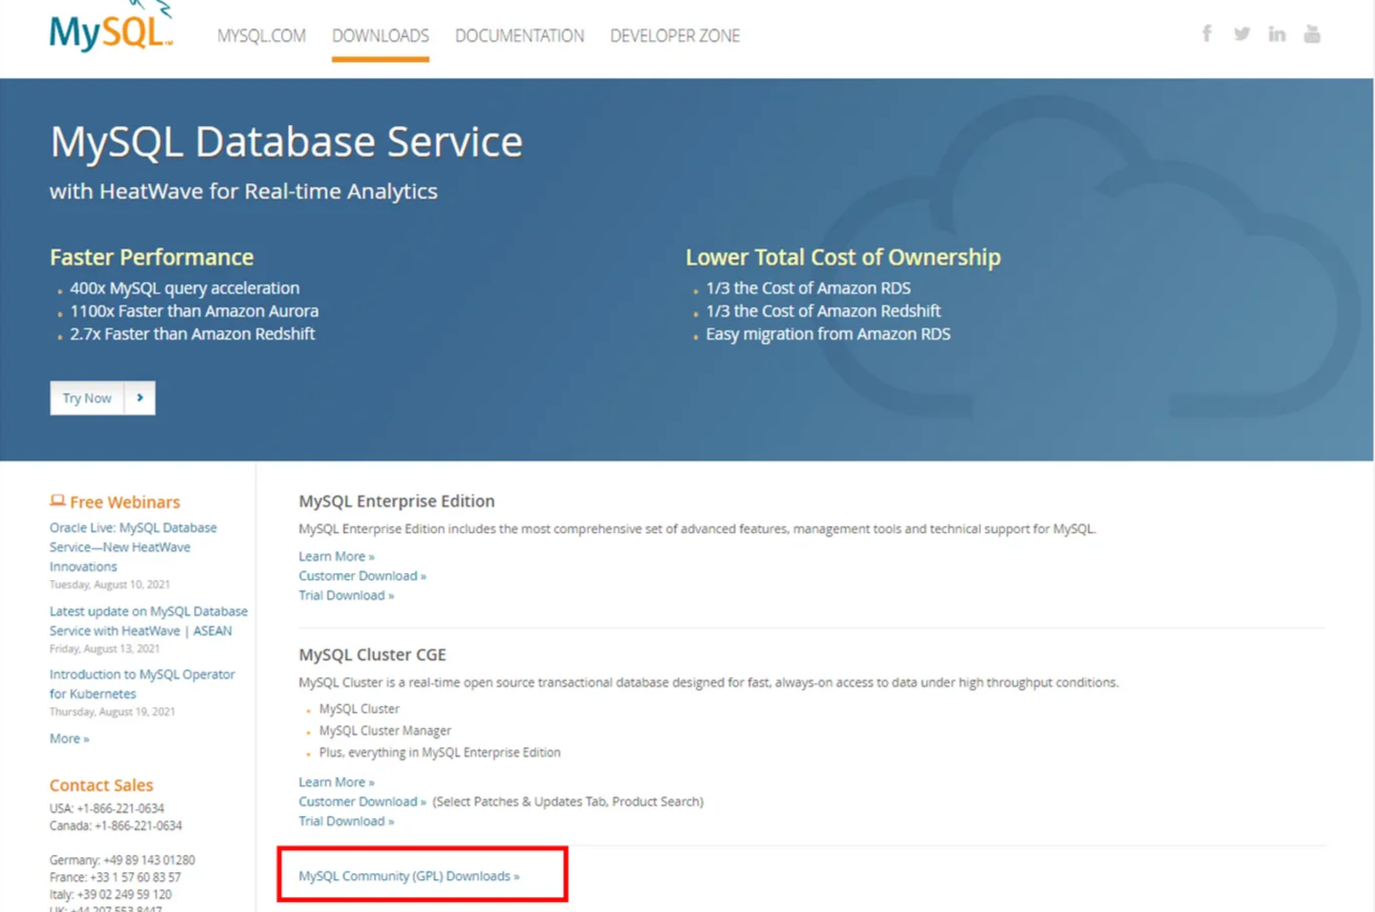 MySQL™
MYSQL.COM DOWNLOADS DOCUMENTATION DEVELOPER ZONE
MySQL Database Service
with HeatWave for Real-time Analytics
Faster Performance
400x MySQL query acceleration
1100x Faster than Amazon Aurora
2.7x Faster than Amazon Redshift
Lower Total Cost of Ownership
1/3 the Cost of Amazon RDS
1/3 the Cost of Amazon Redshift
Easy migration from Amazon RDS
Try Now
Free Webinars
Oracle Live: MySQL Database
Service—New HeatWave
Innovations
Tuesday, August 10, 2021
Latest update on MySQL Database
Service with HeatWave | ASEAN
Friday, August 13, 2021
Introduction to MySQL Operator
for Kubernetes
Thursday, August 19, 2021
More »
Contact Sales
USA: +1-866-221-0634
Canada: +1-866-221-0634
Germany: +49 89 143 01280
France: +33 1 57 60 83 57
Italy: +39 02 249 59 120
UK: +44 207 553 8447
MySQL Enterprise Edition
MySQL Enterprise Edition includes the most comprehensive set of advanced features, management tools and technical support for MySQL.
Learn More »
Customer Download »
Trial Download »
MySQL Cluster CGE
MySQL Cluster is a real-time open source transactional database designed for fast, always-on access to data under high throughput conditions.
MySQL Cluster
MySQL Cluster Manager
Plus, everything in MySQL Enterprise Edition
Learn More »
Customer Download » (Select Patches & Updates Tab, Product Search)
Trial Download »
MySQL Community (GPL) Downloads »